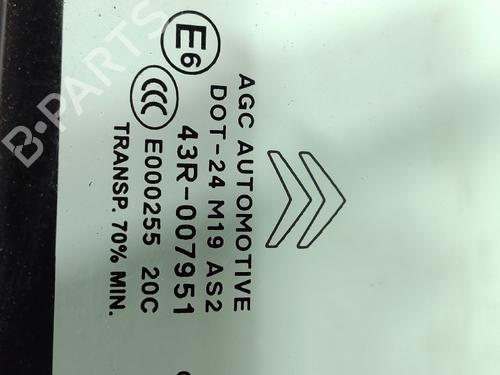 AGC AUTOMOTIVE
DOT-24 M19 AS2
E6 43R-007951
CCC E000255 20C
TRANSP. 70% MIN.
B-PARTS